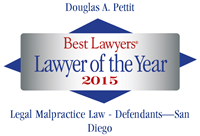 Douglas A. Pettit
Best Lawyers®
Lawyer of the Year
2015
Legal Malpractice Law - Defendants—San
Diego